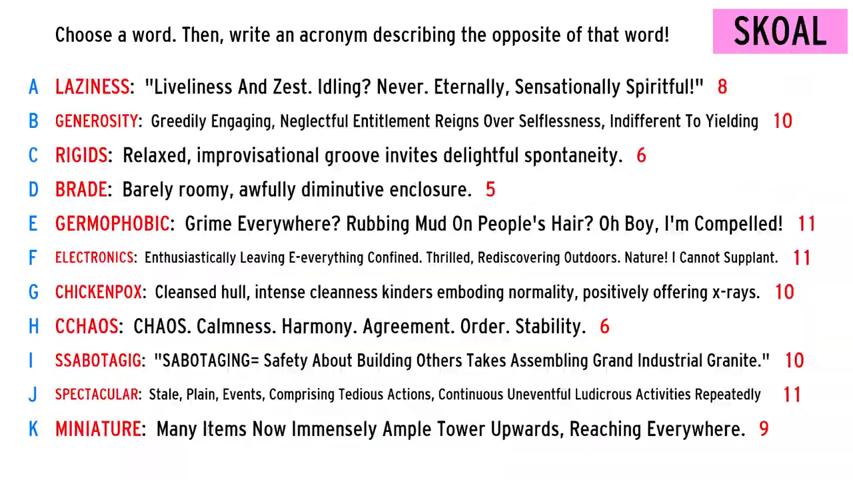 Choose a word. Then, write an acronym describing the opposite of that word!
SKOAL
A LAZINESS: "Liveliness And Zest. Idling? Never. Eternally, Sensationally Spiritful!" 8
B GENEROSITY: Greedily Engaging, Neglectful Entitlement Reigns Over Selflessness, Indifferent To Yielding 10
C RIGIDS: Relaxed, improvisational groove invites delightful spontaneity. 6
D BRADE: Barely roomy, awfully diminutive enclosure. 5
E GERMOPHOBIC: Grime Everywhere? Rubbing Mud On People's Hair? Oh Boy, I'm Compelled! 11
F ELECTRONICS: Enthusiastically Leaving E-everything Confined. Thrilled, Rediscovering Outdoors. Nature! I Cannot Supplant. 11
G CHICKENPOX: Cleansed hull, intense cleanness kinders emboding normality, positively offering x-rays. 10
H CCHAOS: CHAOS. Calmness. Harmony. Agreement. Order. Stability. 6
I SSABOTAGIG: "SABOTAGING= Safety About Building Others Takes Assembling Grand Industrial Granite." 10
J SPECTACULAR: Stale, Plain, Events, Comprising Tedious Actions, Continuous Uneventful Ludicrous Activities Repeatedly 11
K MINIATURE: Many Items Now Immensely Ample Tower Upwards, Reaching Everywhere. 9